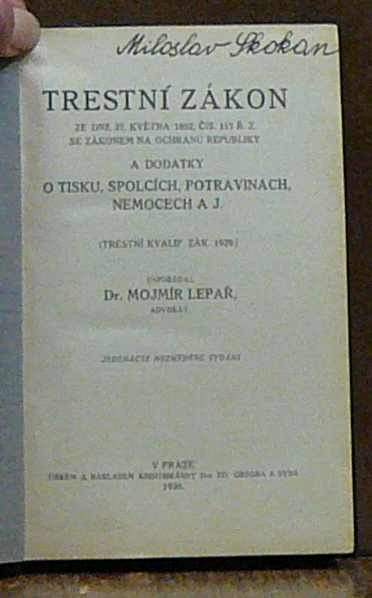 Miloslav Skokan
TRESTNÍ ZÁKON
ZE DNE 27. KVĚTNA 1852, ČÍS. 117 Ř. Z.
SE ZÁKONEM NA OCHRANU REPUBLIKY
A DODATKY
O TISKU, SPOLCÍCH, POTRAVINÁCH,
NEMOCECH A J.
(TRESTNÍ KVALIF. ZÁK. 1929)
USPOŘÁDAL
Dr. MOJMÍR LEPAŘ,
ADVOKÁT
JEDENÁCTÉ ROZMNOŽENÉ VYDÁNÍ
V PRAZE
TISKEM A NÁKLADEM KNIHTISKÁRNY Dra ED. GRÉGRA A SYNA